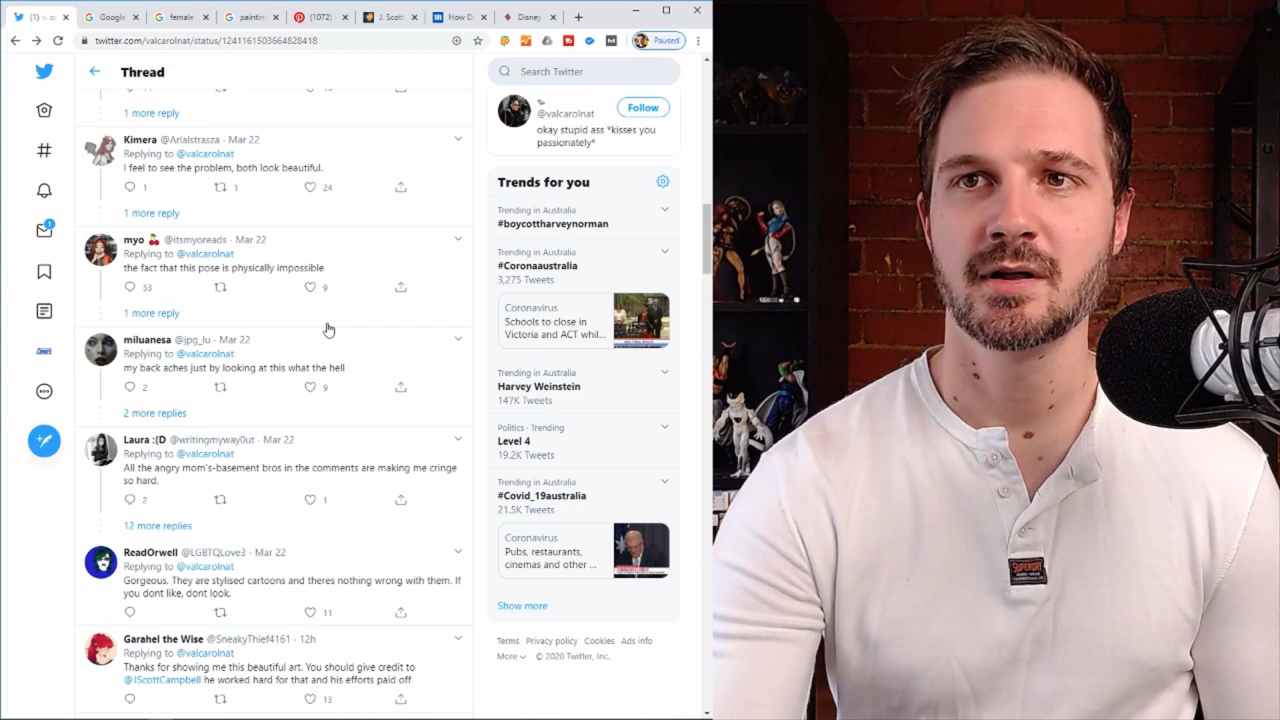 (1)
Google
female
painting
(1072)
J. Scott
How Di
Disney
twitter.com/valcarolnat/status/1241161503664828418
Paused
Thread
1 more reply
Kimera @Arialstrasza · Mar 22
Replying to @valcarolnat
I feel to see the problem, both look beautiful.
1 1 24
1 more reply
myo @itsmyoreads · Mar 22
Replying to @valcarolnat
the fact that this pose is physically impossible
53 9
1 more reply
miluanesa @jpg_lu · Mar 22
Replying to @valcarolnat
my back aches just by looking at this what the hell
2 9
2 more replies
Laura :(D @writingmyway0ut · Mar 22
Replying to @valcarolnat
All the angry mom's-basement bros in the comments are making me cringe
so hard.
2 1
12 more replies
ReadOrwell @LGBTQLove3 · Mar 22
Replying to @valcarolnat
Gorgeous. They are stylised cartoons and theres nothing wrong with them. If
you dont like, dont look.
11
Garahel the Wise @SneakyThief4161 · 12h
Replying to @valcarolnat
Thanks for showing me this beautiful art. You should give credit to
@JScottCampbell he worked hard for that and his efforts paid off
13
Search Twitter
@valcarolnat
Follow
okay stupid ass *kisses you
passionately*
Trends for you
Trending in Australia
#boycottharveynorman
Trending in Australia
#Coronaaustralia
3,275 Tweets
Coronavirus
Schools to close in
Victoria and ACT whil...
Trending in Australia
Harvey Weinstein
147K Tweets
Politics · Trending
Level 4
19.2K Tweets
Trending in Australia
#Covid_19australia
21.5K Tweets
Coronavirus
Pubs, restaurants,
cinemas and other ...
Show more
Terms Privacy policy Cookies Ads info
More © 2020 Twitter, Inc.
SUPERDRY